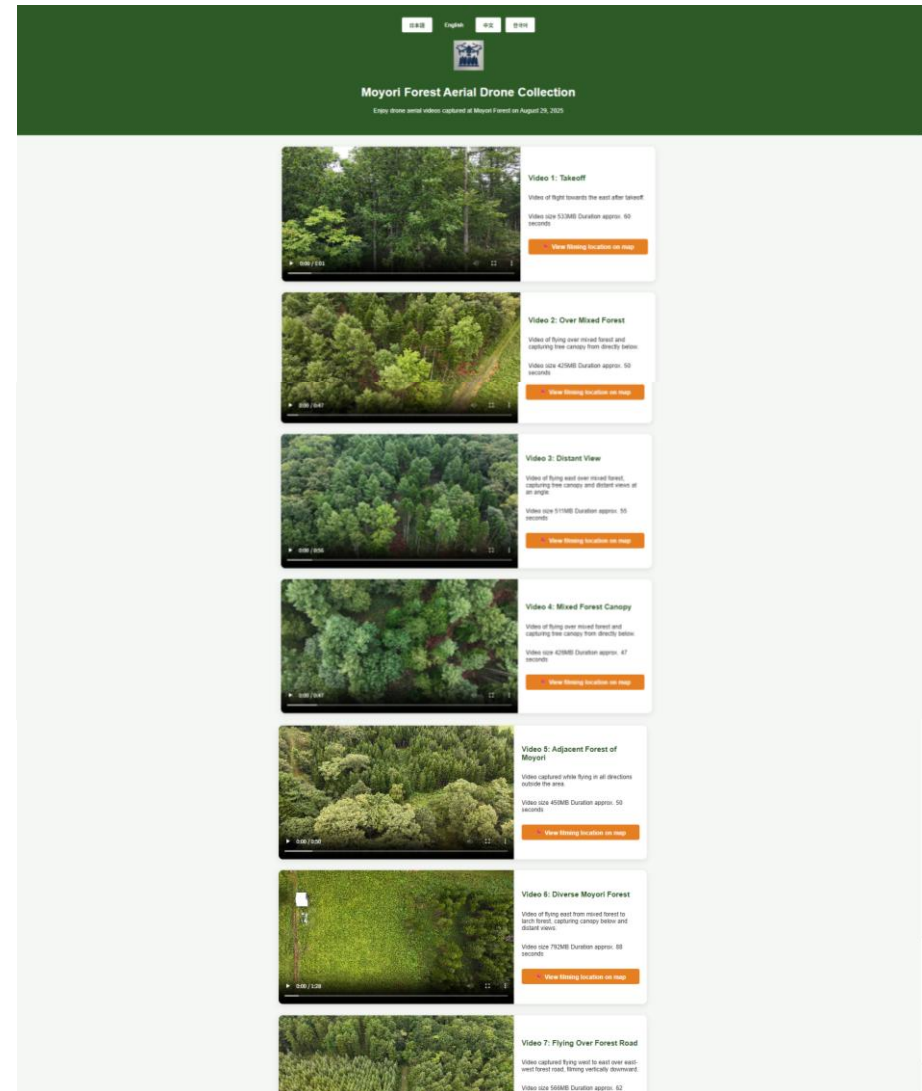 日本語 English 中文 한국어
Moyori Forest Aerial Drone Collection
Enjoy drone aerial videos captured at Moyori Forest on August 29, 2025
Video 1: Takeoff
Video of flight towards the east after takeoff.
Video size 533MB Duration approx. 60
seconds
View filming location on map
0:00 / 1:01
Video 2: Over Mixed Forest
Video of flying over mixed forest and
capturing tree canopy from directly below.
Video size 425MB Duration approx. 50
seconds
View filming location on map
0:00 / 0:47
Video 3: Distant View
Video of flying east over mixed forest,
capturing tree canopy and distant views at
an angle.
Video size 511MB Duration approx. 55
seconds
View filming location on map
0:00 / 0:56
Video 4: Mixed Forest Canopy
Video of flying over mixed forest and
capturing tree canopy from directly below.
Video size 428MB Duration approx. 47
seconds
View filming location on map
0:00 / 0:47
Video 5: Adjacent Forest of
Moyori
Video captured while flying in all directions
outside the area.
Video size 450MB Duration approx. 50
seconds
View filming location on map
0:00 / 0:50
Video 6: Diverse Moyori Forest
Video of flying east from mixed forest to
larch forest, capturing canopy below and
distant views.
Video size 792MB Duration approx. 88
seconds
View filming location on map
0:00 / 1:28
Video 7: Flying Over Forest Road
Video captured flying west to east over east-
west forest road, filming vertically downward.
Video size 566MB Duration approx. 62